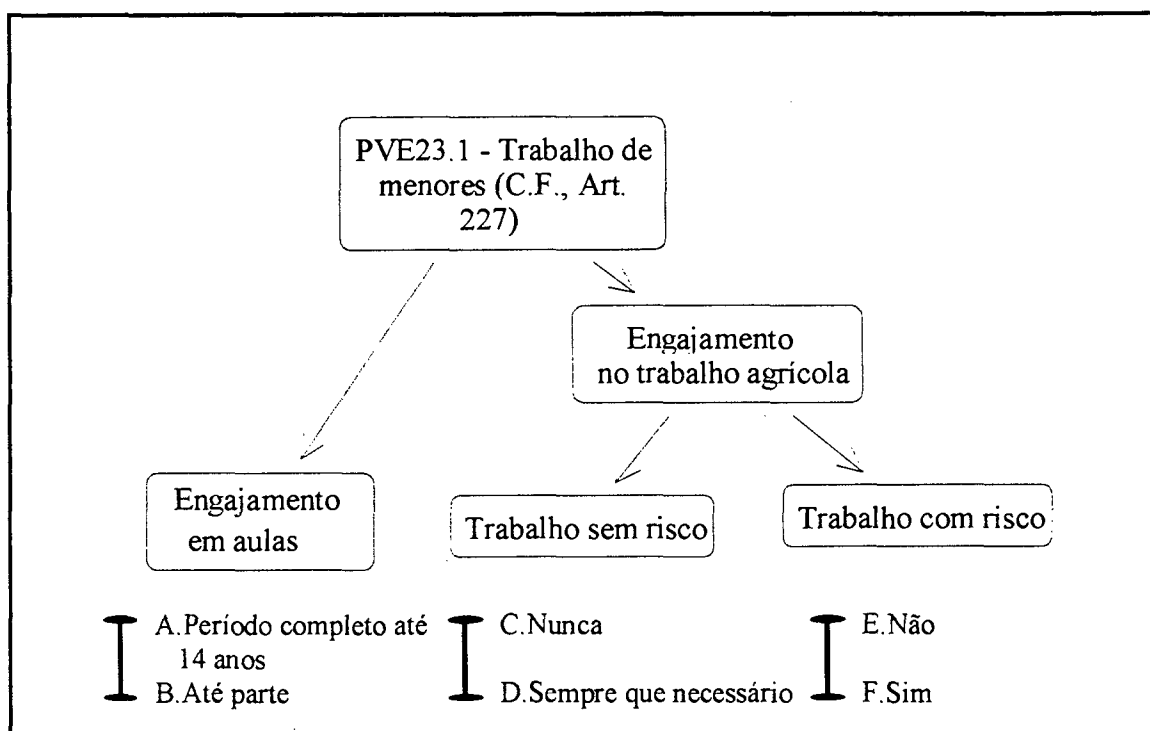 PVE23.1 - Trabalho de
menores (C.F., Art.
227)
Engajamento
no trabalho agrícola
Engajamento
em aulas
Trabalho sem risco
Trabalho com risco
A.Período completo até
14 anos
B.Até parte
C.Nunca
D.Sempre que necessário
E.Não
F.Sim